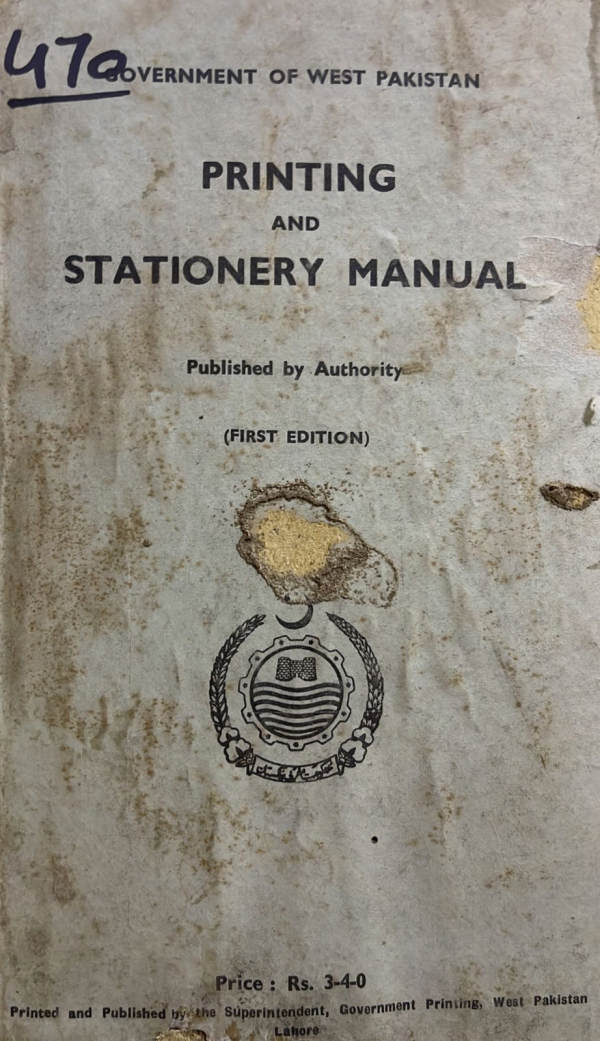 470
GOVERNMENT OF WEST PAKISTAN
PRINTING
AND
STATIONERY MANUAL
Published by Authority
(FIRST EDITION)
Price : Rs. 3-4-0
Printed and Published by the Superintendent, Government Printing, West Pakistan
Lahore